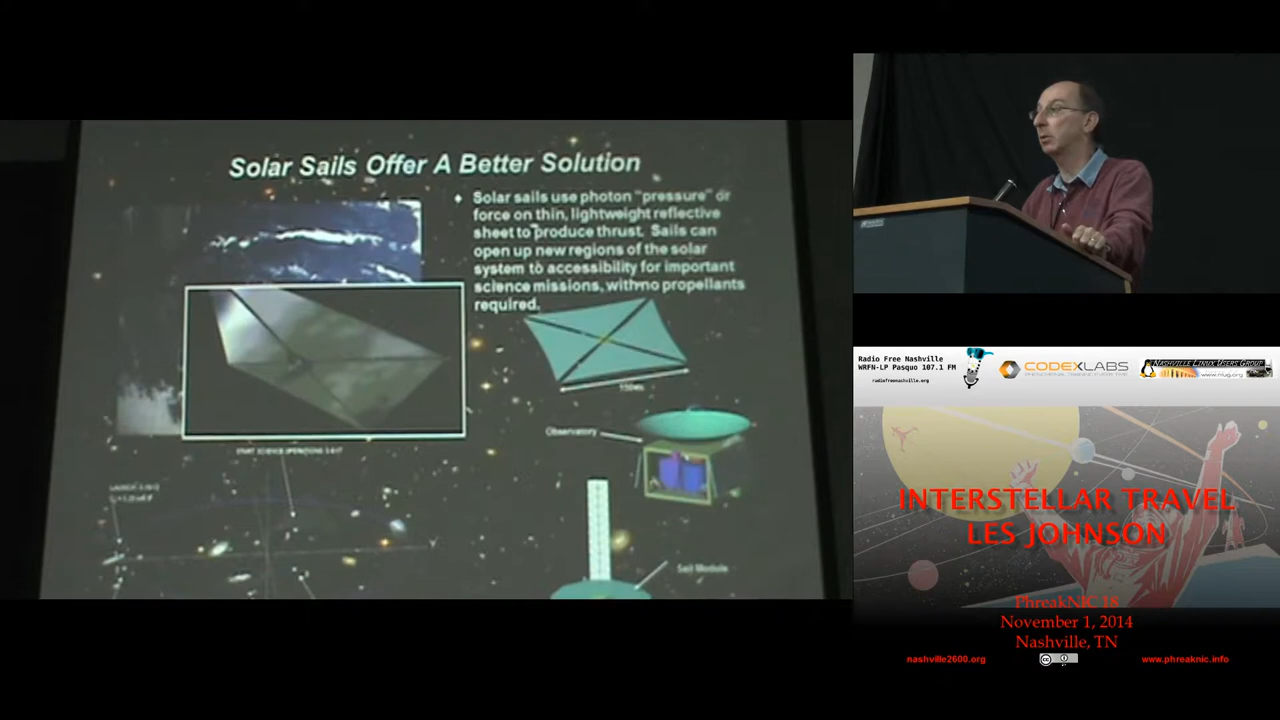 Solar Sails Offer A Better Solution
Solar sails use photon "pressure" or
force on thin, lightweight reflective
sheet to produce thrust. Sails can
open up new regions of the solar
system to accessibility for important
science missions, with no propellants
required.
Observatory
Sail Module
Radio Free Nashville
WRFN-LP Pasquo 107.1 FM
radiofreenashville.org
CODEXLABS
NASHVILLE LINUX USERS GROUP
www.nlug.org
INTERSTELLAR TRAVEL
LES JOHNSON
PhreakNIC 18
November 1, 2014
Nashville, TN
nashville2600.org
www.phreaknic.info